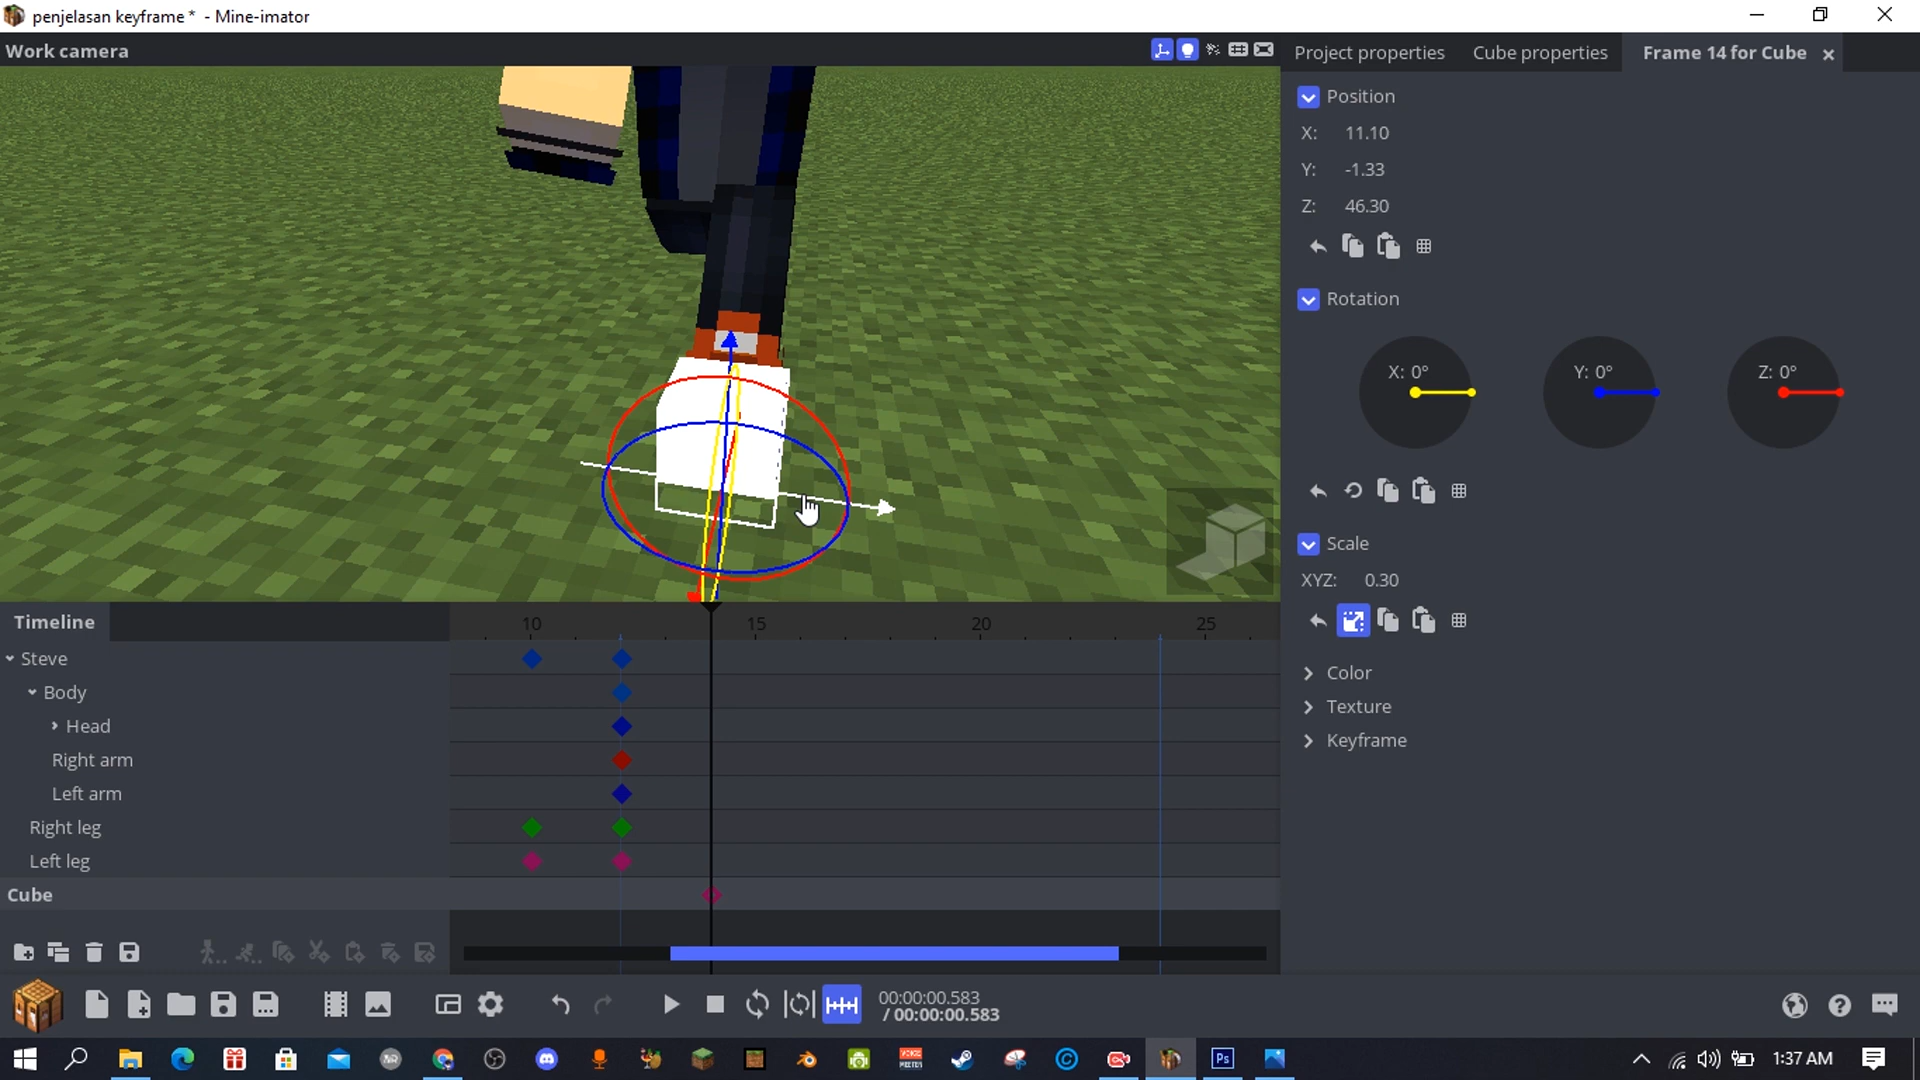 penjelasan keyframe * - Mine-imator
Work camera
Project properties
Cube properties
Frame 14 for Cube
Position
X: 11.10
Y: -1.33
Z: 46.30
Rotation
X: 0°
Y: 0°
Z: 0°
Scale
XYZ: 0.30
Color
Texture
Keyframe
Timeline
10
15
20
25
Steve
Body
Head
Right arm
Left arm
Right leg
Left leg
Cube
00:00:00.583
/ 00:00:00.583
Ps
1:37 AM